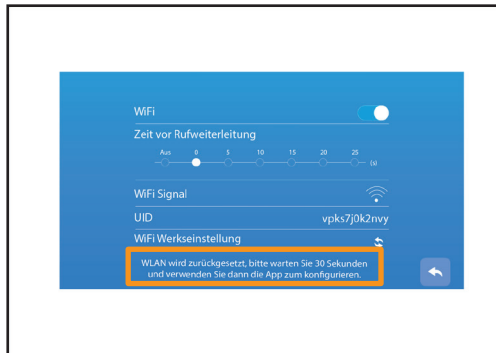 WiFi
Zeit vor Rufweiterleitung
Aus 0 5 10 15 20 25 (s)
WiFi Signal
UID vpks7j0k2nvy
WiFi Werkseinstellung
WLAN wird zurückgesetzt, bitte warten Sie 30 Sekunden
und verwenden Sie dann die App zum konfigurieren.